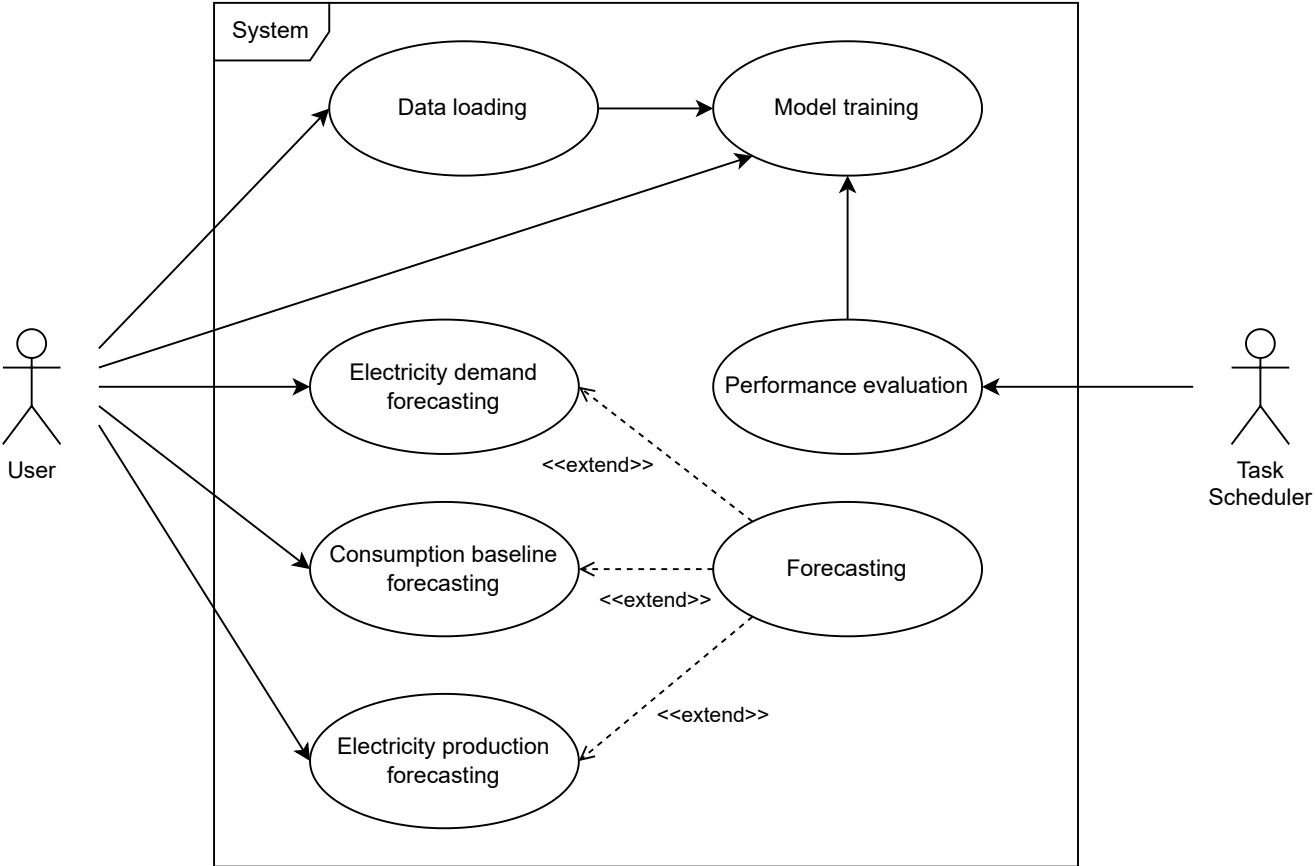 System
Data loading
Model training
Electricity demand
forecasting
Performance evaluation
<<extend>>
User
Task
Scheduler
Consumption baseline
forecasting
Forecasting
<<extend>>
<<extend>>
Electricity production
forecasting